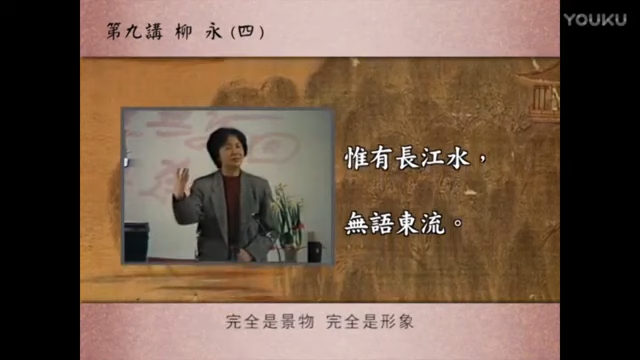 第九講 柳 永(四)
YOUKU
惟有長江水，
無語東流。
完全是景物 完全是形象